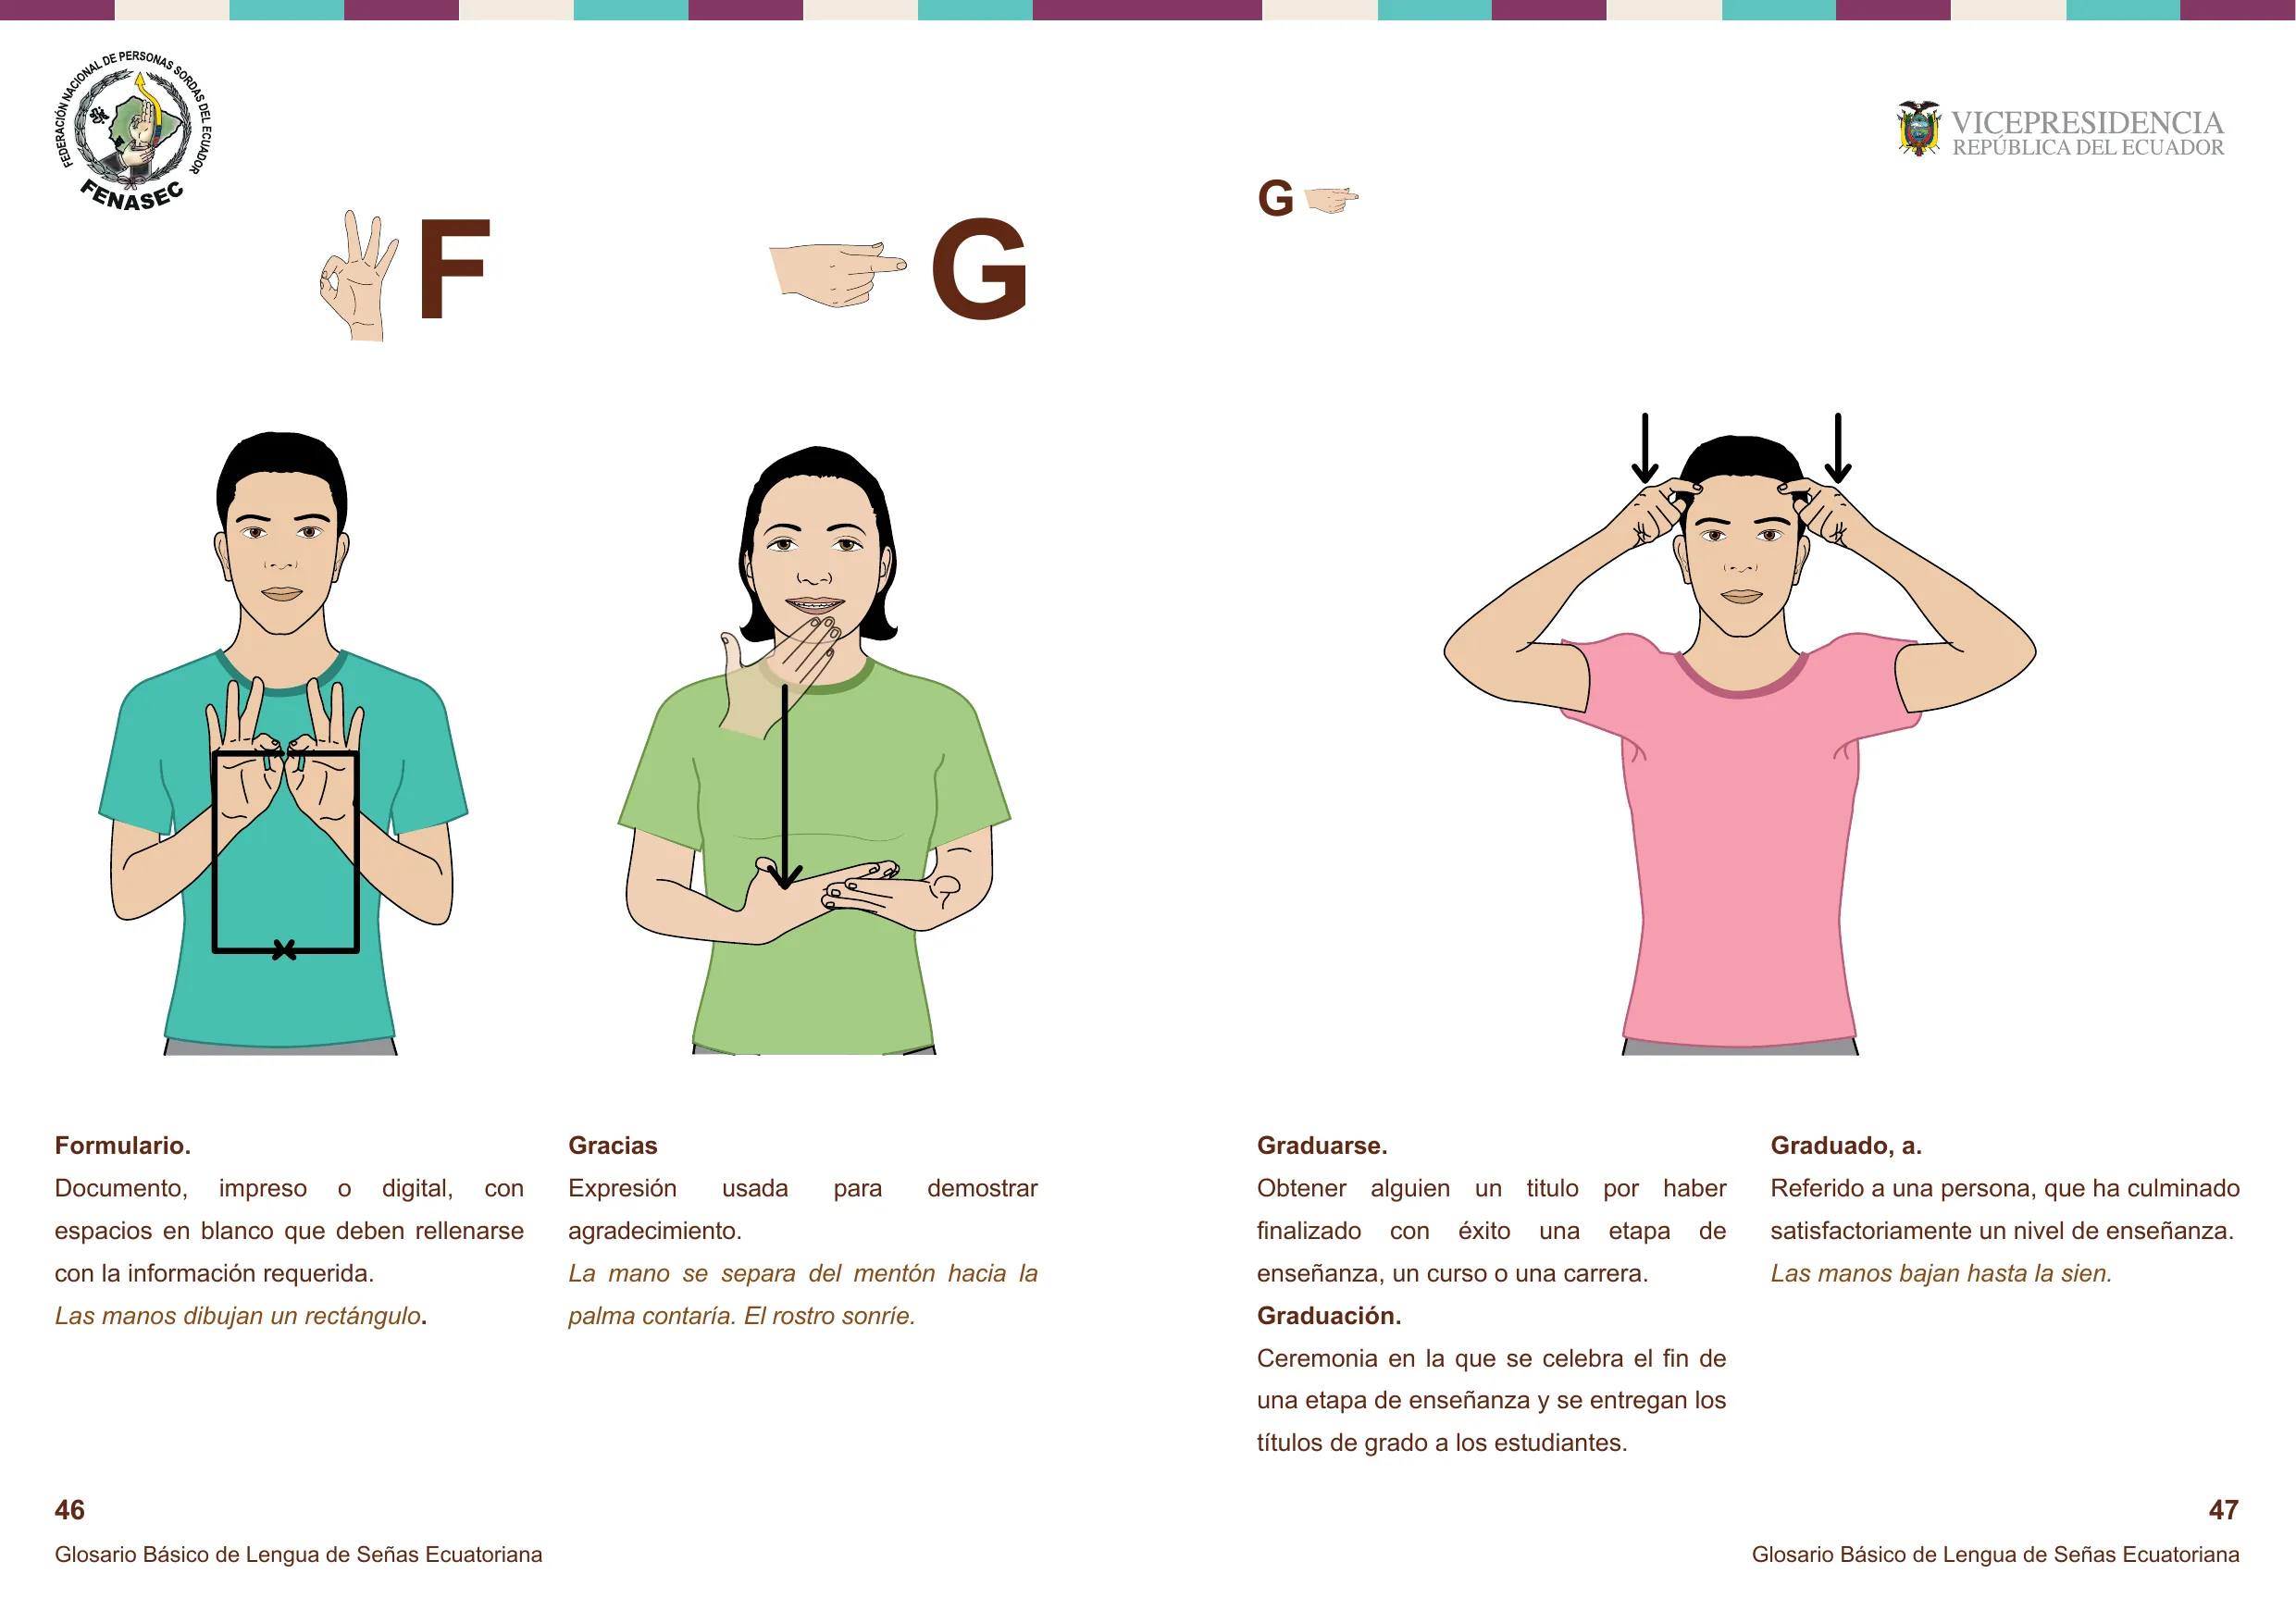 FEDERACIÓN NACIONAL DE PERSONAS SORDAS DEL ECUADOR
FENASEC
F
G
Formulario.
Documento, impreso o digital, con
espacios en blanco que deben rellenarse
con la información requerida.
Las manos dibujan un rectángulo.
Gracias
Expresión usada para demostrar
agradecimiento.
La mano se separa del mentón hacia la
palma contaría. El rostro sonríe.
46
Glosario Básico de Lengua de Señas Ecuatoriana
VICEPRESIDENCIA
REPÚBLICA DEL ECUADOR
G
Graduarse.
Obtener alguien un titulo por haber
finalizado con éxito una etapa de
enseñanza, un curso o una carrera.
Graduación.
Ceremonia en la que se celebra el fin de
una etapa de enseñanza y se entregan los
títulos de grado a los estudiantes.
Graduado, a.
Referido a una persona, que ha culminado
satisfactoriamente un nivel de enseñanza.
Las manos bajan hasta la sien.
47
Glosario Básico de Lengua de Señas Ecuatoriana